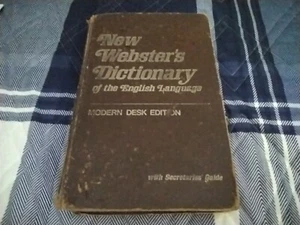 New
Webster's
Dictionary
of the English Language
MODERN DESK EDITION
with Secretaries' Guide